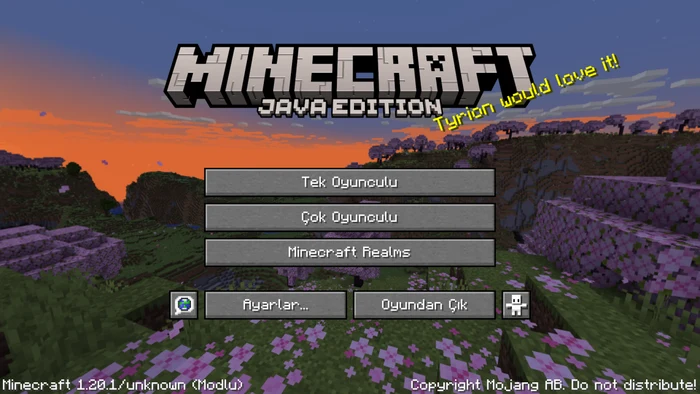 MINECRAFT
JAVA EDITION
Tyrion would love it!
Tek Oyunculu
Çok Oyunculu
Minecraft Realms
Ayarlar...
Oyundan Çık
Minecraft 1.20.1/unknown (Modlu)
Copyright Mojang AB. Do not distribute!